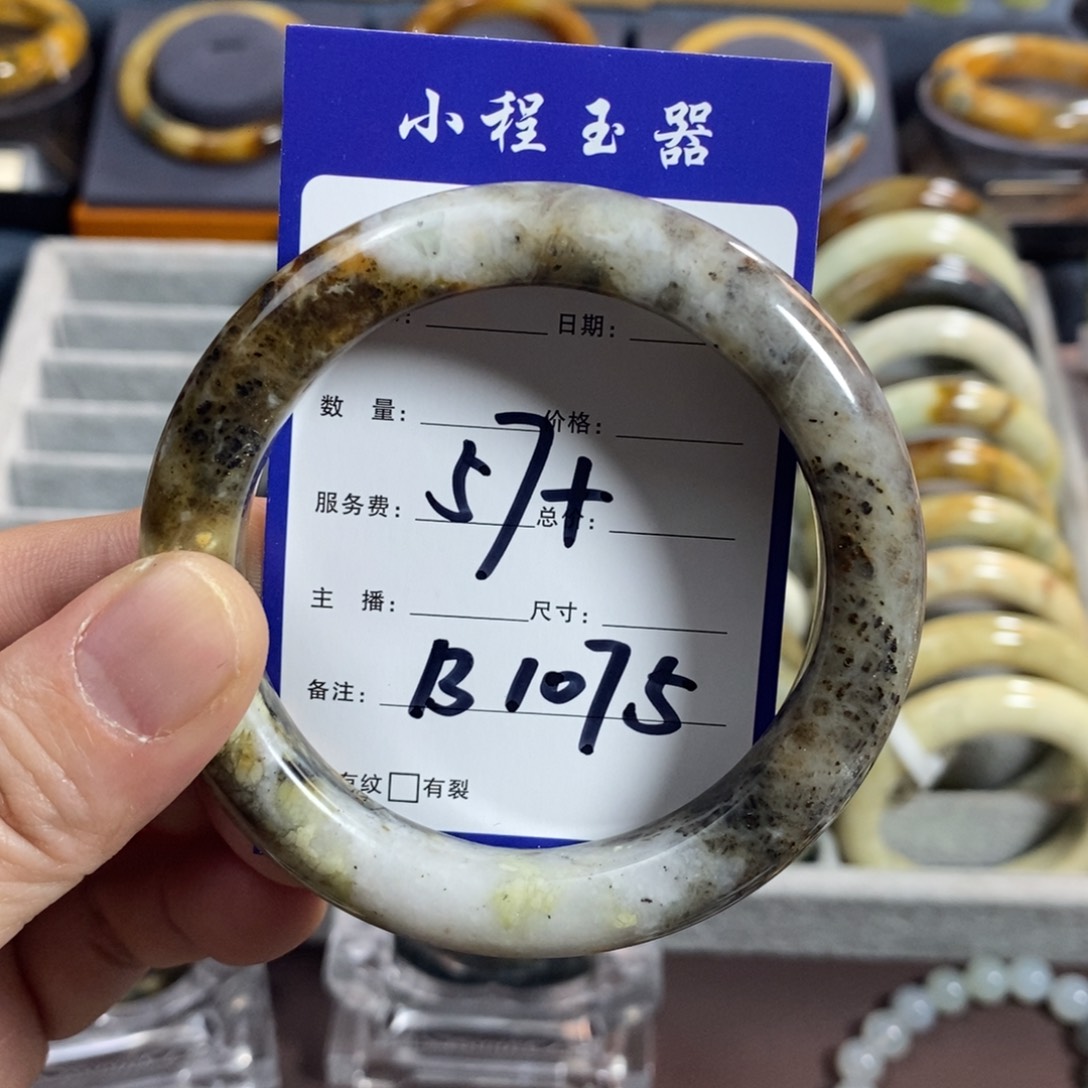 小程玉器
日期：
数 量： 价格：
57+
服务费： 总价：
主 播： 尺寸：
备注： B1075
有纹□有裂